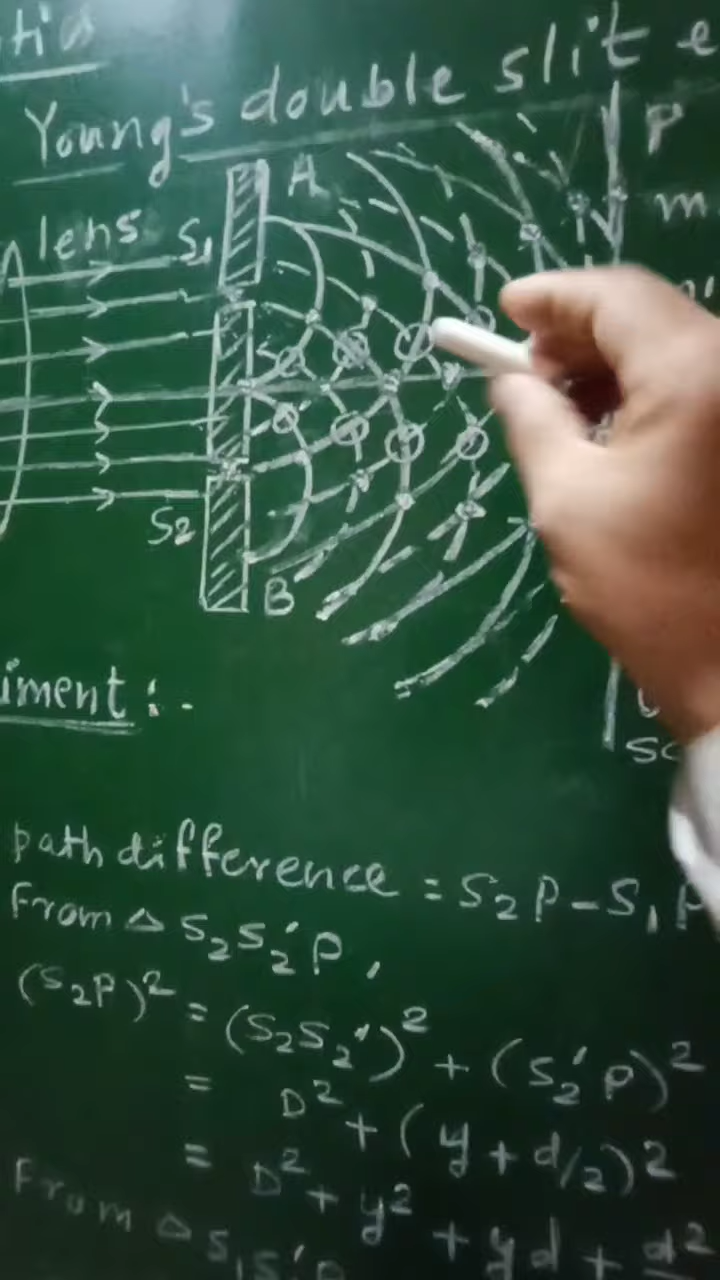 Young's double slit e
lens
S₁
A
P
m
S₂
B
iment :-
path difference = S₂P - S₁P
From Δ S₂S₂'P,
(S₂P)² = (S₂S₂')² + (S₂'P)²
= D² + (y + d/2)²
= D² + y² + yd + d²
From Δ S₁S₁'P